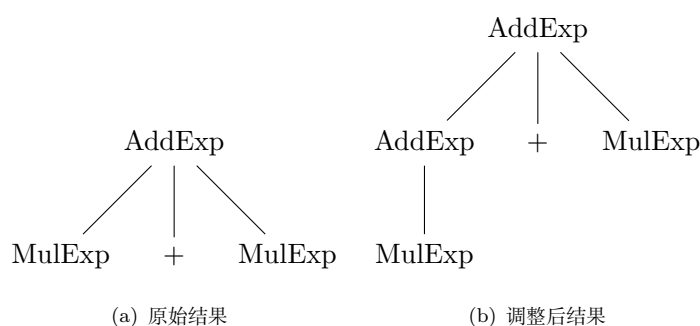 AddExp
AddExp
AddExp + MulExp
MulExp + MulExp
MulExp
(a) 原始结果
(b) 调整后结果